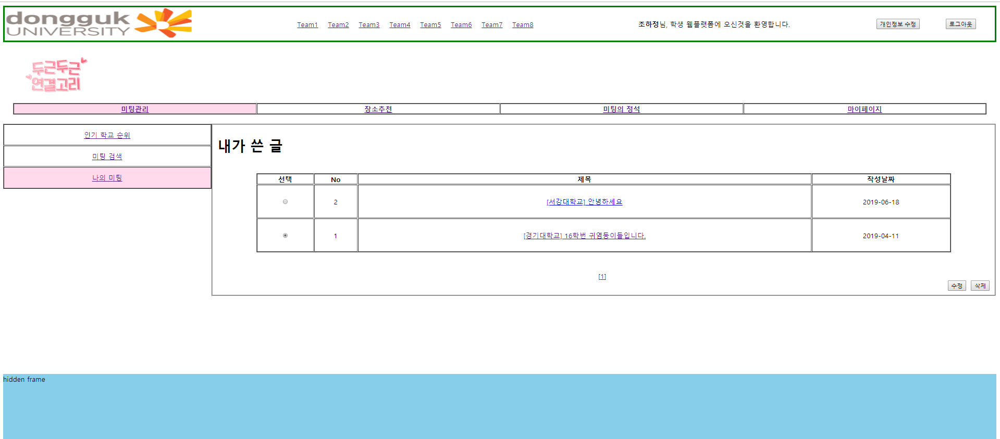 dongguk
UNIVERSITY
Team1 Team2 Team3 Team4 Team5 Team6 Team7 Team8
조하정님, 학생 웹플랫폼에 오신것을 환영합니다.
개인정보 수정
로그아웃
두근두근
연결고리
미팅관리 장소추천 미팅의 정석 마이페이지
인기 학교 순위
미팅 검색
나의 미팅
내가 쓴 글
선택 No 제목 작성날짜
2 [서강대학교] 안녕하세요 2019-06-18
1 [경기대학교] 16학번 귀염둥이들입니다. 2019-04-11
[1]
수정 삭제
hidden frame